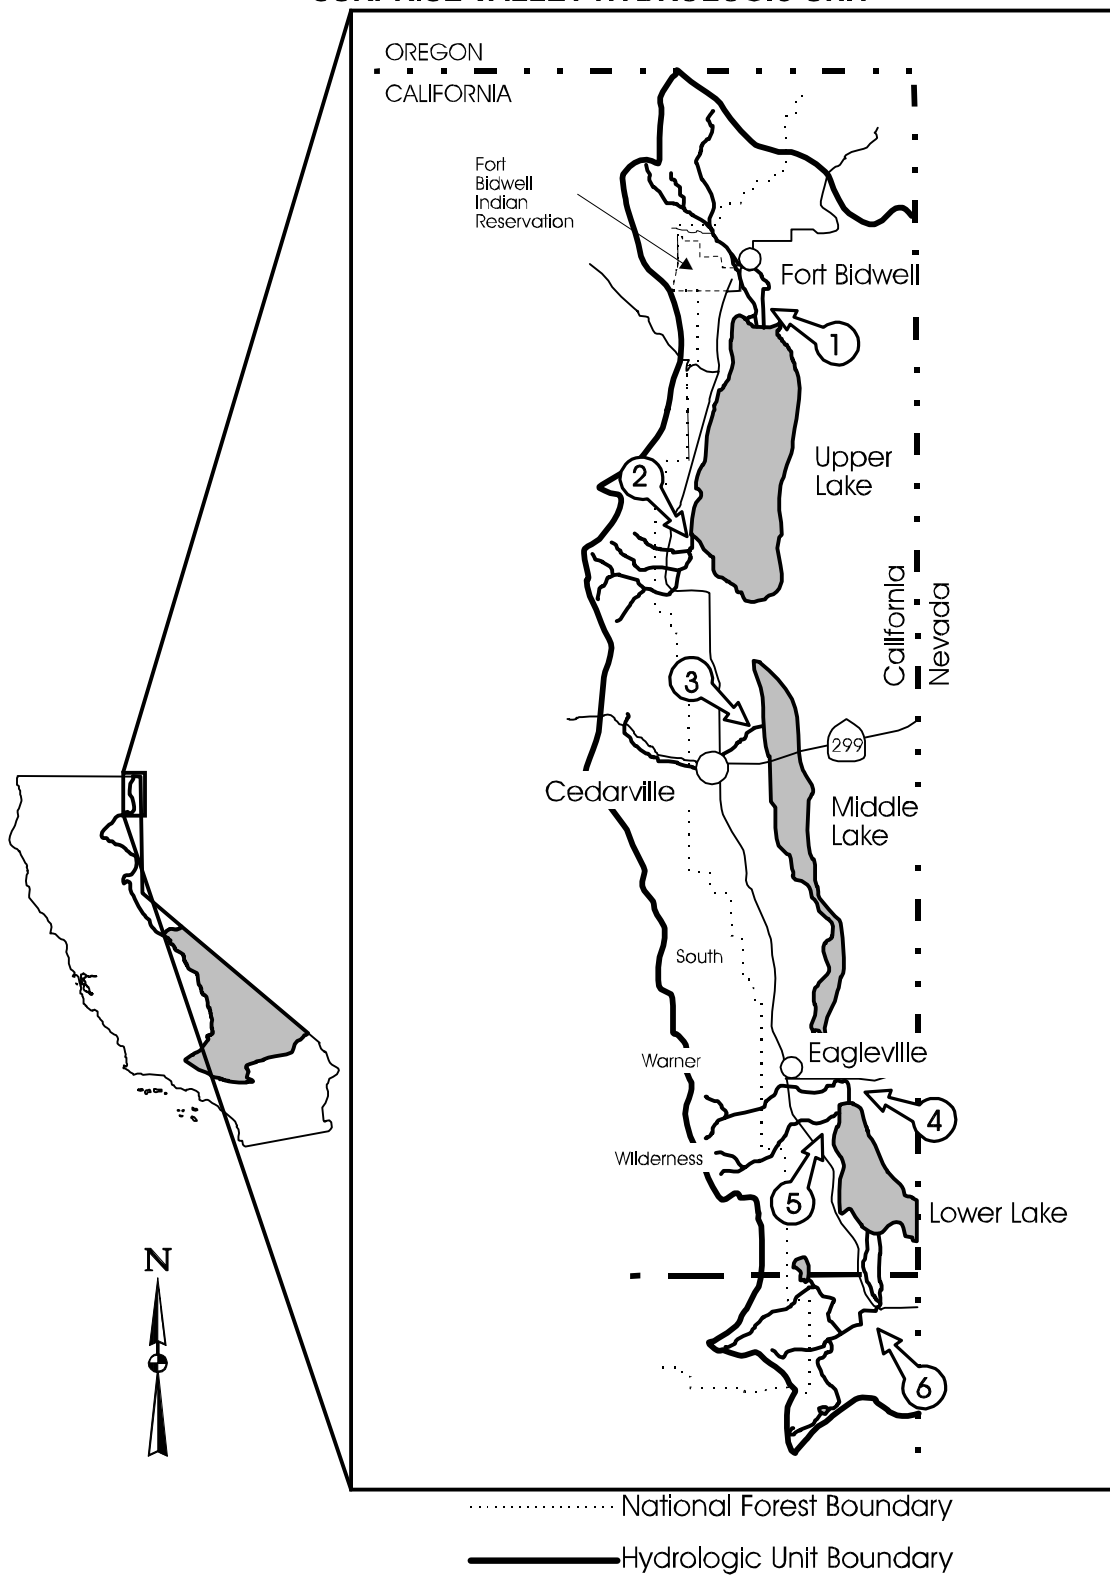 OREGON
CALIFORNIA
Fort
Bidwell
Indian
Reservation
Fort Bidwell
1
Upper
Lake
2
California
Nevada
3
299
Cedarville
Middle
Lake
South
Eagleville
Warner
4
Wilderness
5
Lower Lake
N
6
National Forest Boundary
Hydrologic Unit Boundary